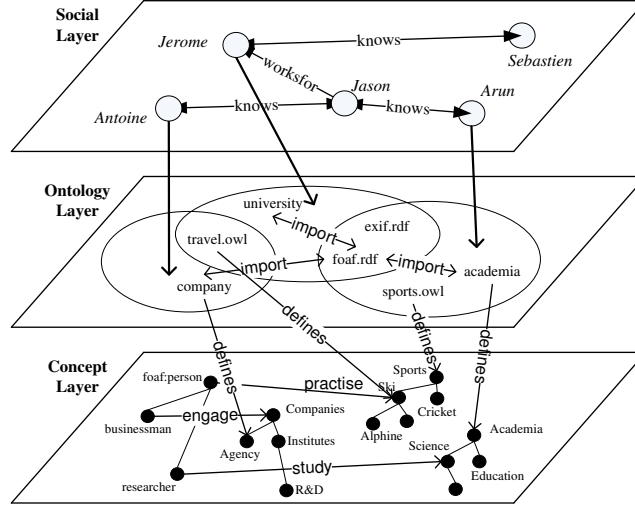 Social
Layer
Jerome
knows
Sebastien
worksfor
Jason
Arun
Antoine
knows
knows
Ontology
Layer
university
exif.rdf
import
travel.owl
foaf.rdf
import
import
academia
company
sports.owl
defines
defines
defines
defines
Concept
Layer
foaf:person
Sports
practise
Ski
businessman
engage
Companies
Cricket
Alphine
Academia
Agency
Institutes
Science
study
Education
researcher
R&D